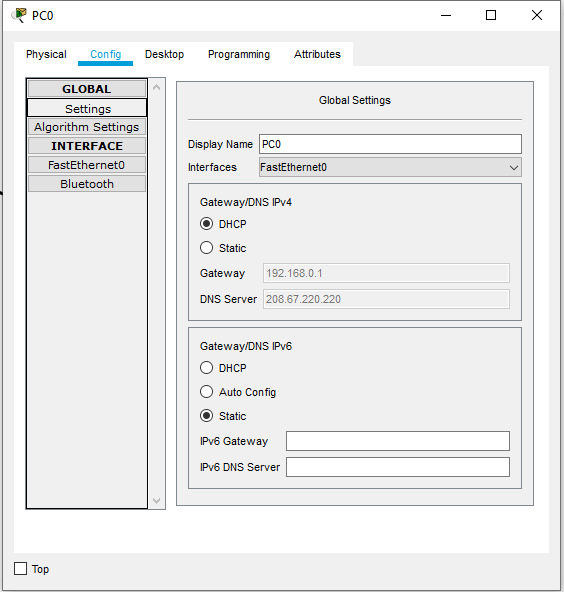 PC0
Physical Config Desktop Programming Attributes
GLOBAL
Settings
Algorithm Settings
INTERFACE
FastEthernet0
Bluetooth
Global Settings
Display Name PC0
Interfaces FastEthernet0
Gateway/DNS IPv4
DHCP
Static
Gateway 192.168.0.1
DNS Server 208.67.220.220
Gateway/DNS IPv6
DHCP
Auto Config
Static
IPv6 Gateway
IPv6 DNS Server
Top